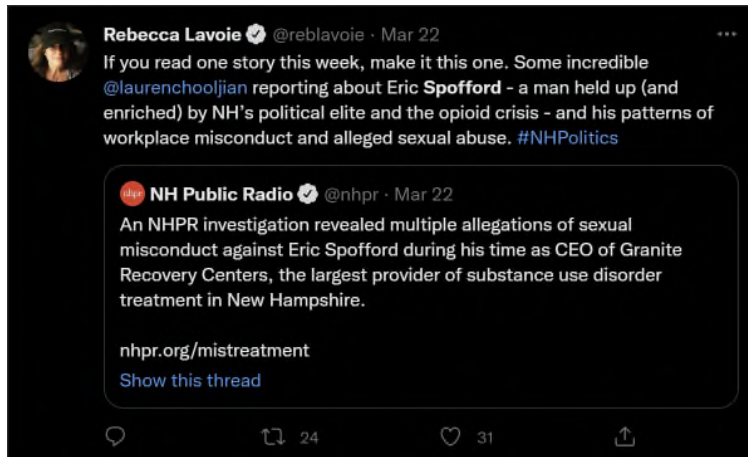 Rebecca Lavoie @reblavoie · Mar 22
If you read one story this week, make it this one. Some incredible
@laurenchooljian reporting about Eric Spofford - a man held up (and
enriched) by NH's political elite and the opioid crisis - and his patterns of
workplace misconduct and alleged sexual abuse. #NHPolitics
nhpr NH Public Radio @nhpr · Mar 22
An NHPR investigation revealed multiple allegations of sexual
misconduct against Eric Spofford during his time as CEO of Granite
Recovery Centers, the largest provider of substance use disorder
treatment in New Hampshire.
nhpr.org/mistreatment
Show this thread
24 31